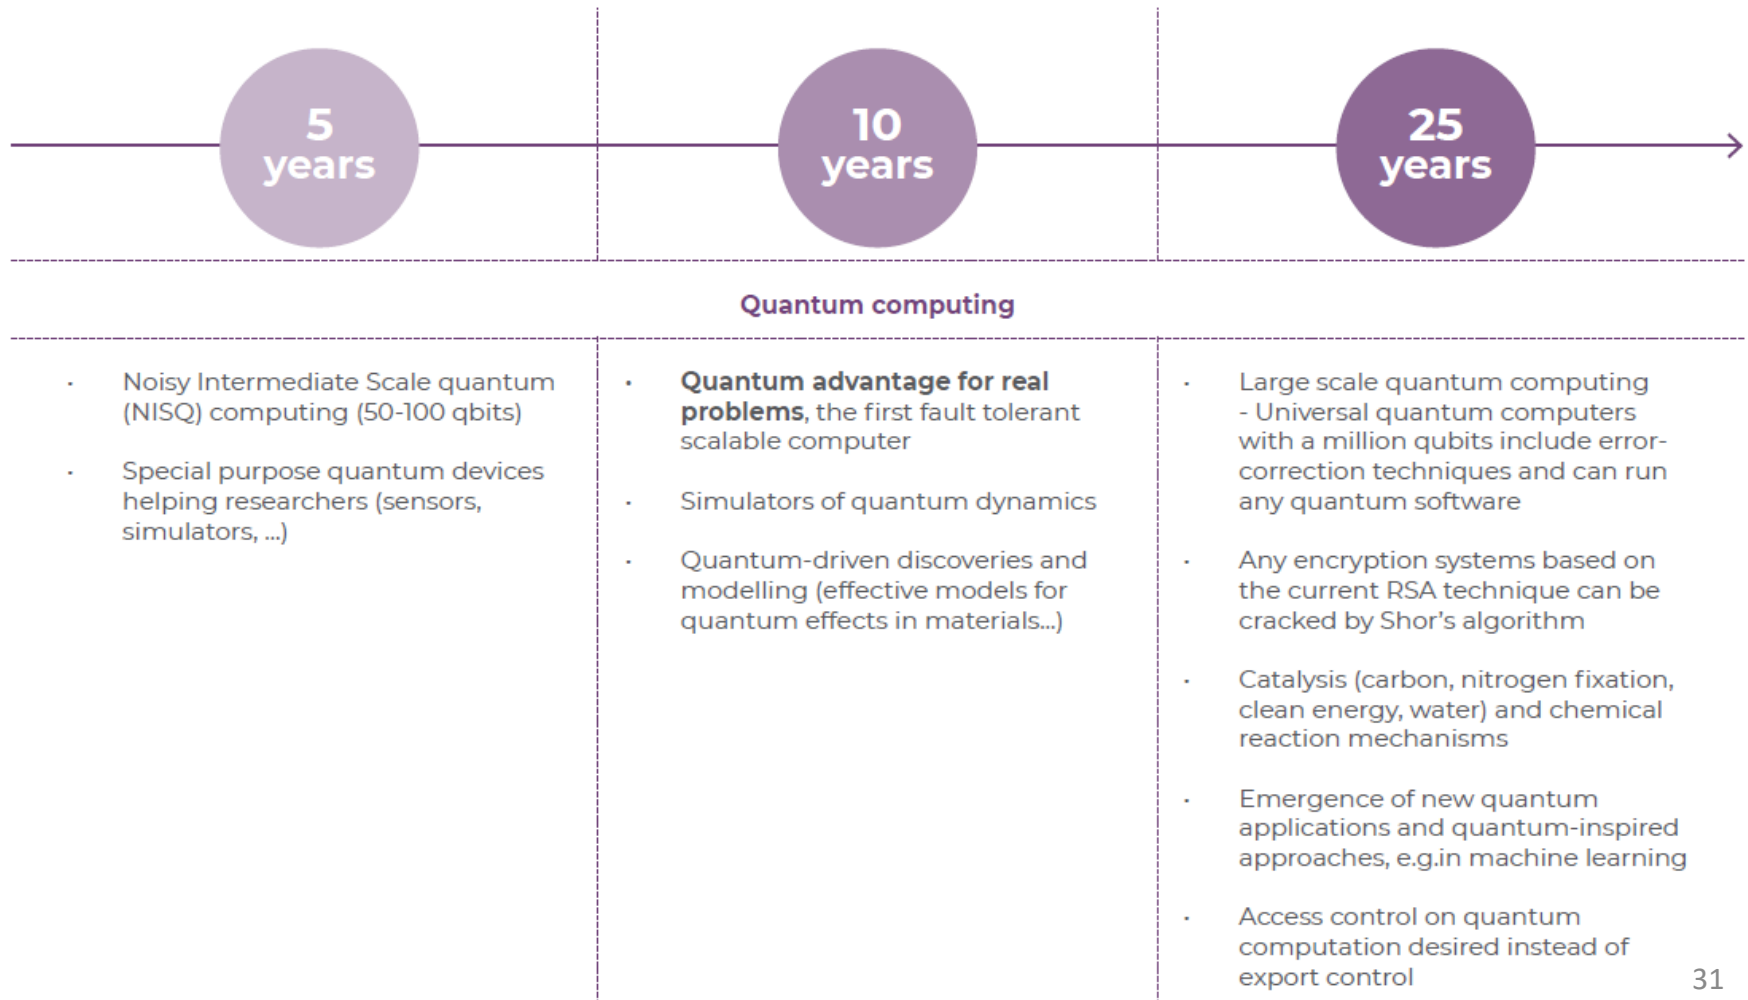 5
years
10
years
25
years
Quantum computing
· Noisy Intermediate Scale quantum
(NISQ) computing (50-100 qbits)
· Special purpose quantum devices
helping researchers (sensors,
simulators, ...)
· Quantum advantage for real
problems, the first fault tolerant
scalable computer
· Simulators of quantum dynamics
· Quantum-driven discoveries and
modelling (effective models for
quantum effects in materials...)
· Large scale quantum computing
- Universal quantum computers
with a million qubits include error-
correction techniques and can run
any quantum software
· Any encryption systems based on
the current RSA technique can be
cracked by Shor's algorithm
· Catalysis (carbon, nitrogen fixation,
clean energy, water) and chemical
reaction mechanisms
· Emergence of new quantum
applications and quantum-inspired
approaches, e.g.in machine learning
· Access control on quantum
computation desired instead of
export control
31